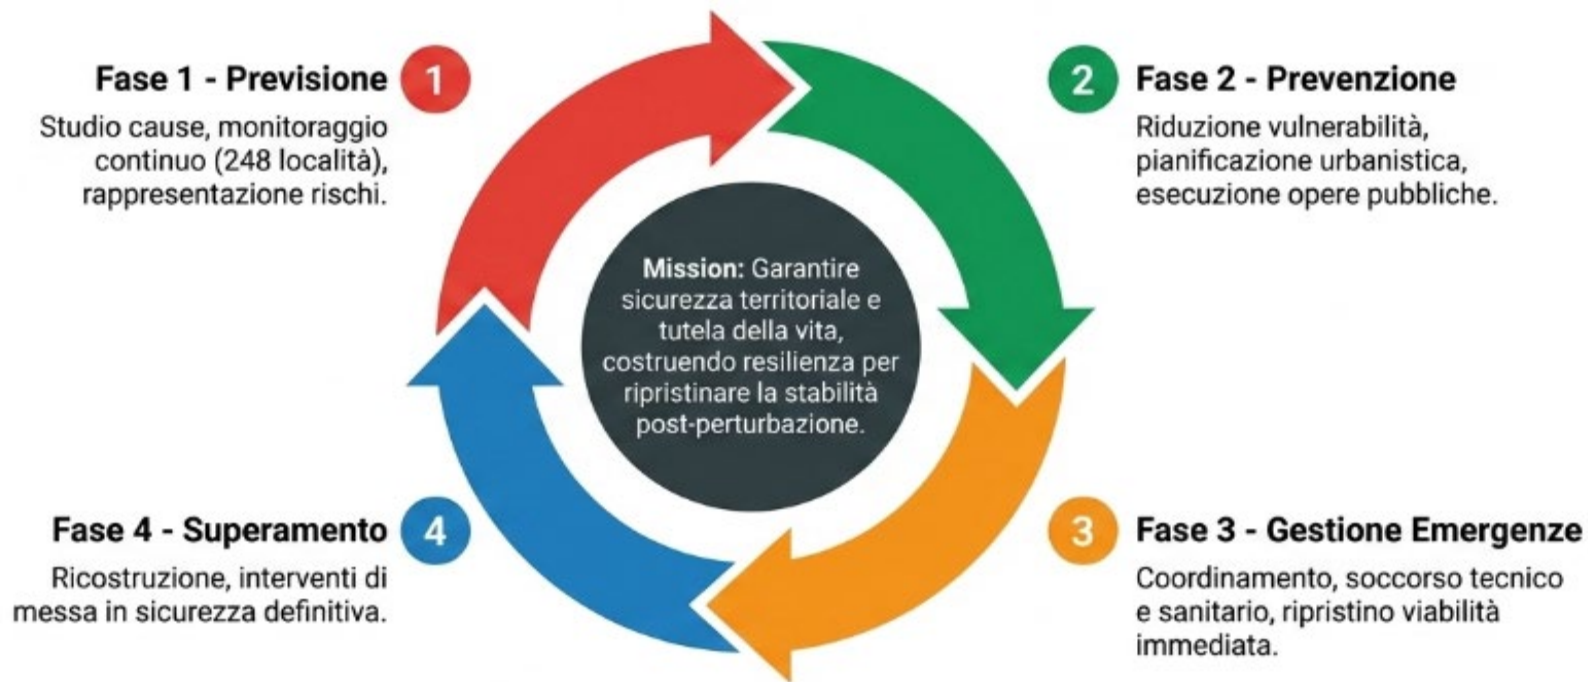 Fase 1 - Previsione
1
Studio cause, monitoraggio
continuo (248 località),
rappresentazione rischi.
2
Fase 2 - Prevenzione
Riduzione vulnerabilità,
pianificazione urbanistica,
esecuzione opere pubbliche.
Mission: Garantire
sicurezza territoriale e
tutela della vita,
costruendo resilienza per
ripristinare la stabilità
post-perturbazione.
3
Fase 3 - Gestione Emergenze
Coordinamento, soccorso tecnico
e sanitario, ripristino viabilità
immediata.
Fase 4 - Superamento
4
Ricostruzione, interventi di
messa in sicurezza definitiva.